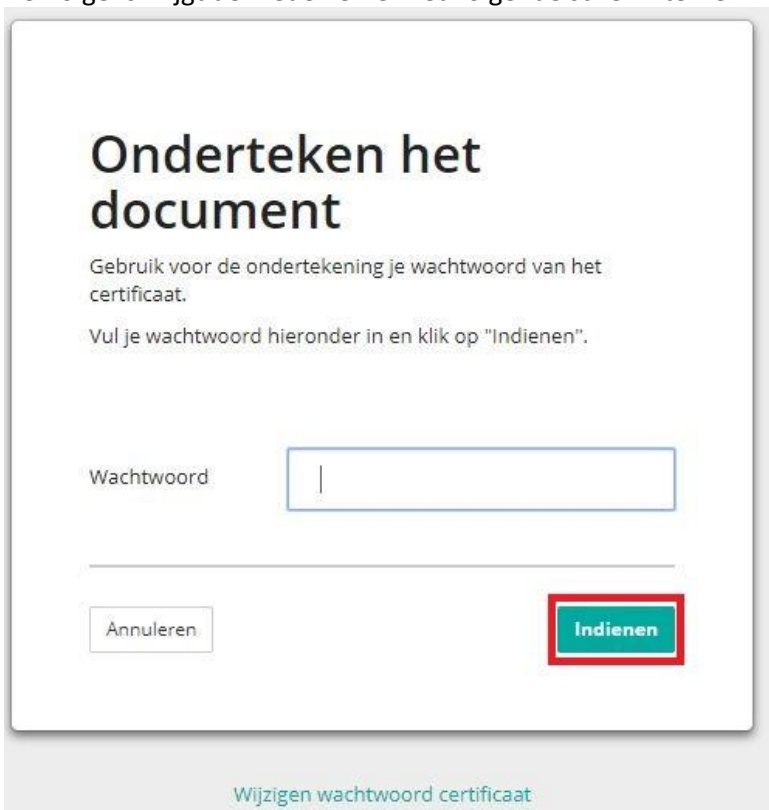 Onderteken het
document
Gebruik voor de ondertekening je wachtwoord van het
certificaat.
Vul je wachtwoord hieronder in en klik op "Indienen".
Wachtwoord
Annuleren Indienen
Wijzigen wachtwoord certificaat